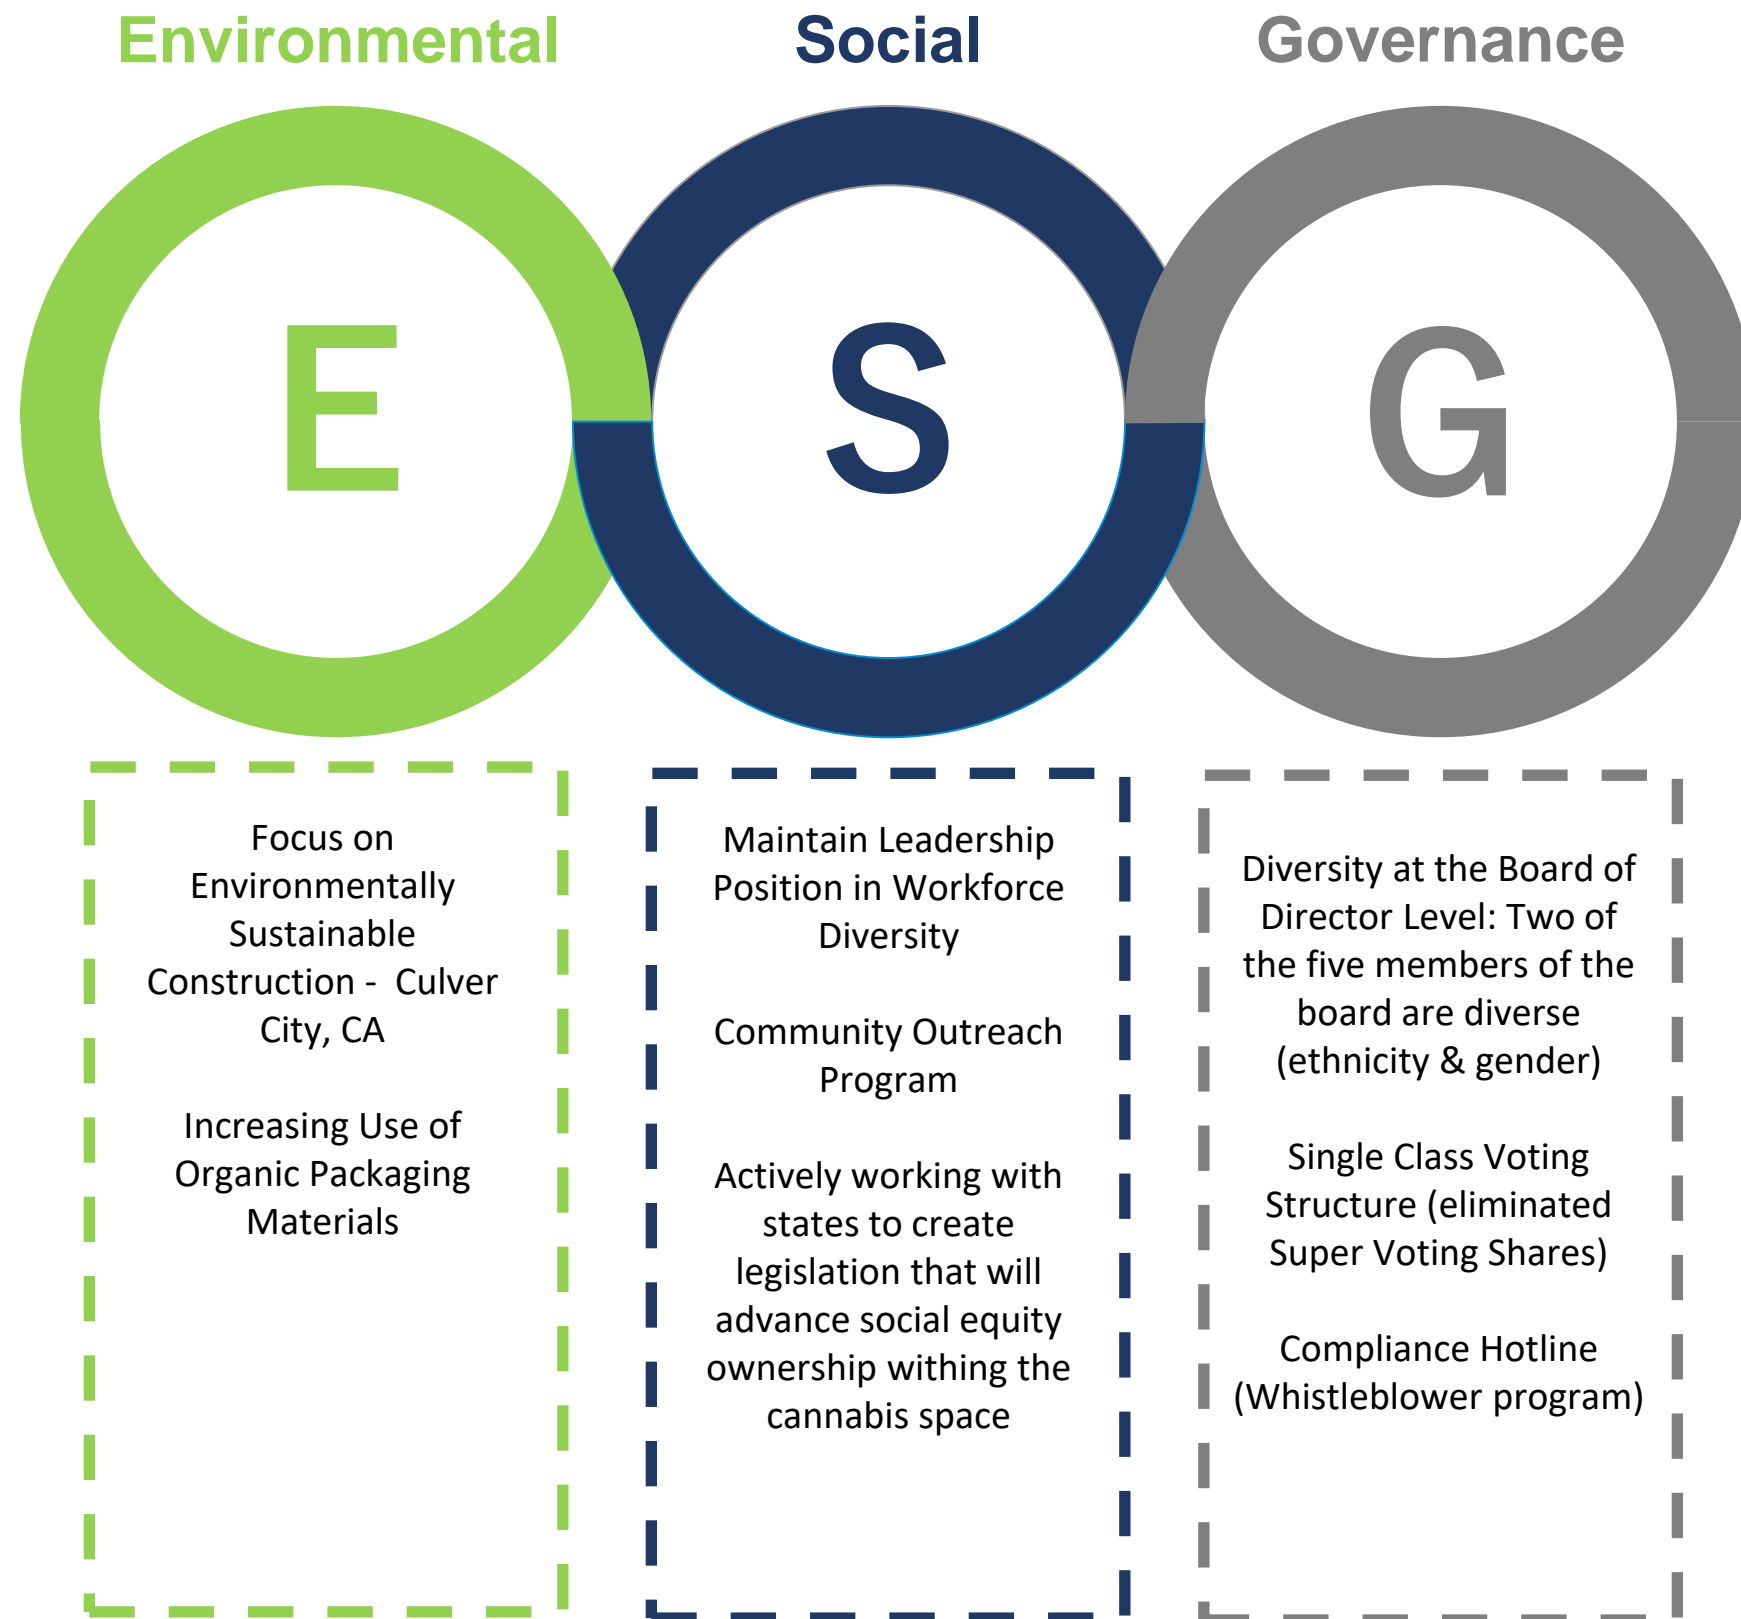 Environmental
Social
Governance
E
S
G
Focus on
Environmentally
Sustainable
Construction -  Culver
City, CA
Increasing Use of
Organic Packaging
Materials
Maintain Leadership
Position in Workforce
Diversity
Community Outreach
Program
Actively working with
states to create
legislation that will
advance social equity
ownership withing the
cannabis space
Diversity at the Board of
Director Level: Two of
the five members of the
board are diverse
(ethnicity & gender)
Single Class Voting
Structure (eliminated
Super Voting Shares)
Compliance Hotline
(Whistleblower program)